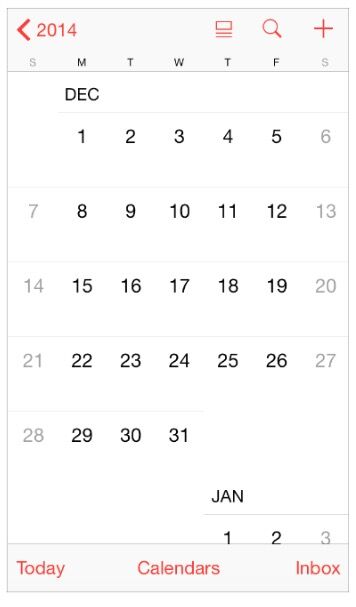 2014
S M T W T F S
DEC
1 2 3 4 5 6
7 8 9 10 11 12 13
14 15 16 17 18 19 20
21 22 23 24 25 26 27
28 29 30 31
JAN
1 2 3
Today Calendars Inbox